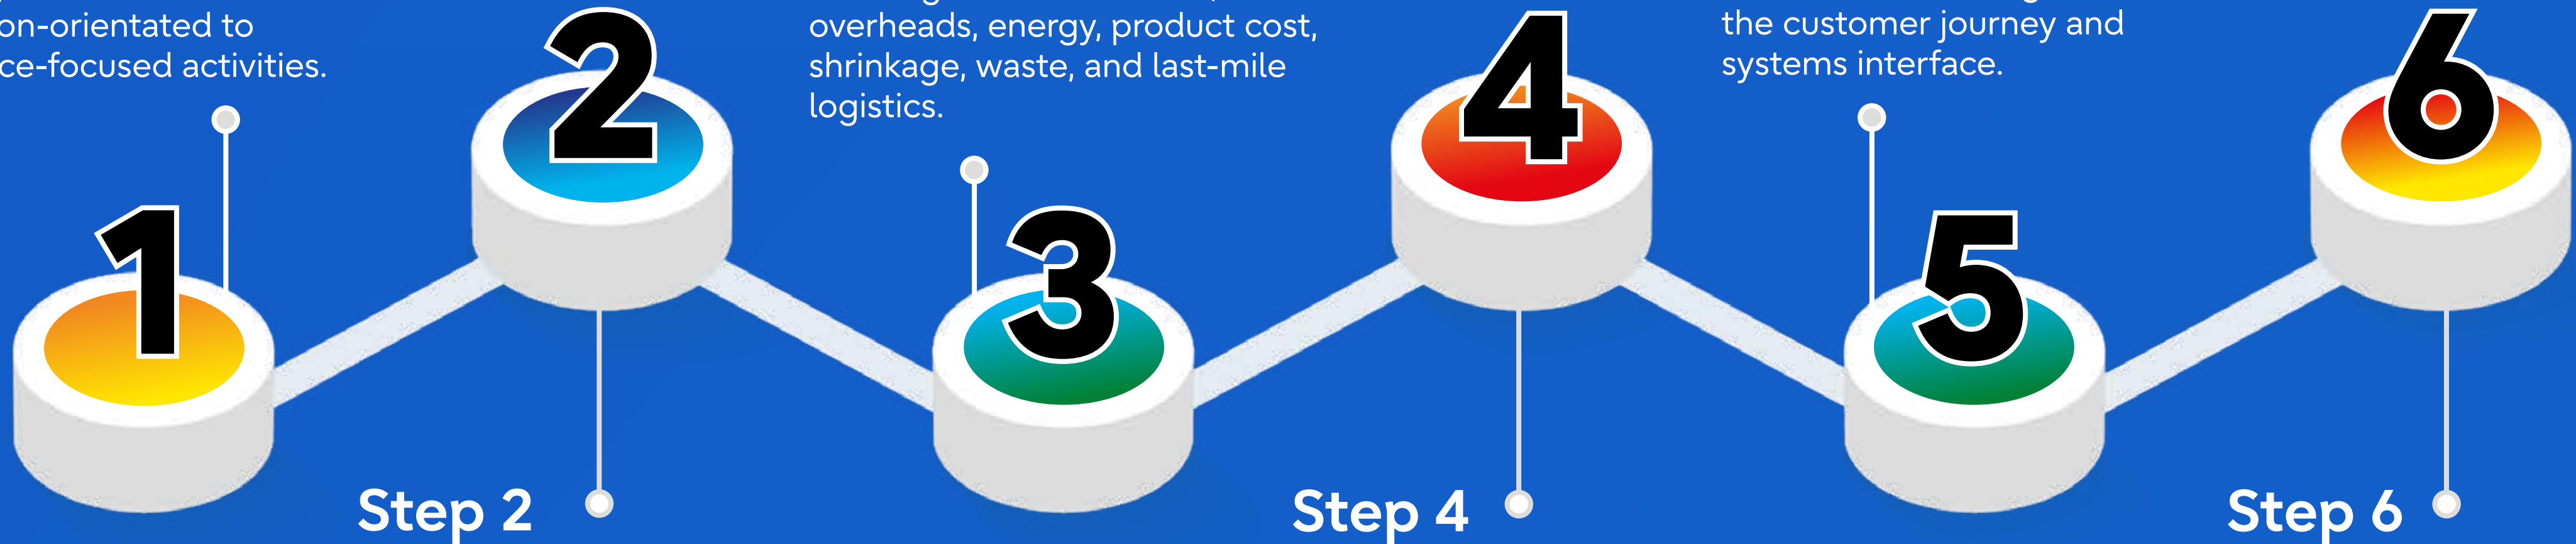 on-orientated to
ce-focused activities.
1
2
Step 2
overheads, energy, product cost,
shrinkage, waste, and last-mile
logistics.
3
4
Step 4
the customer journey and
systems interface.
5
6
Step 6